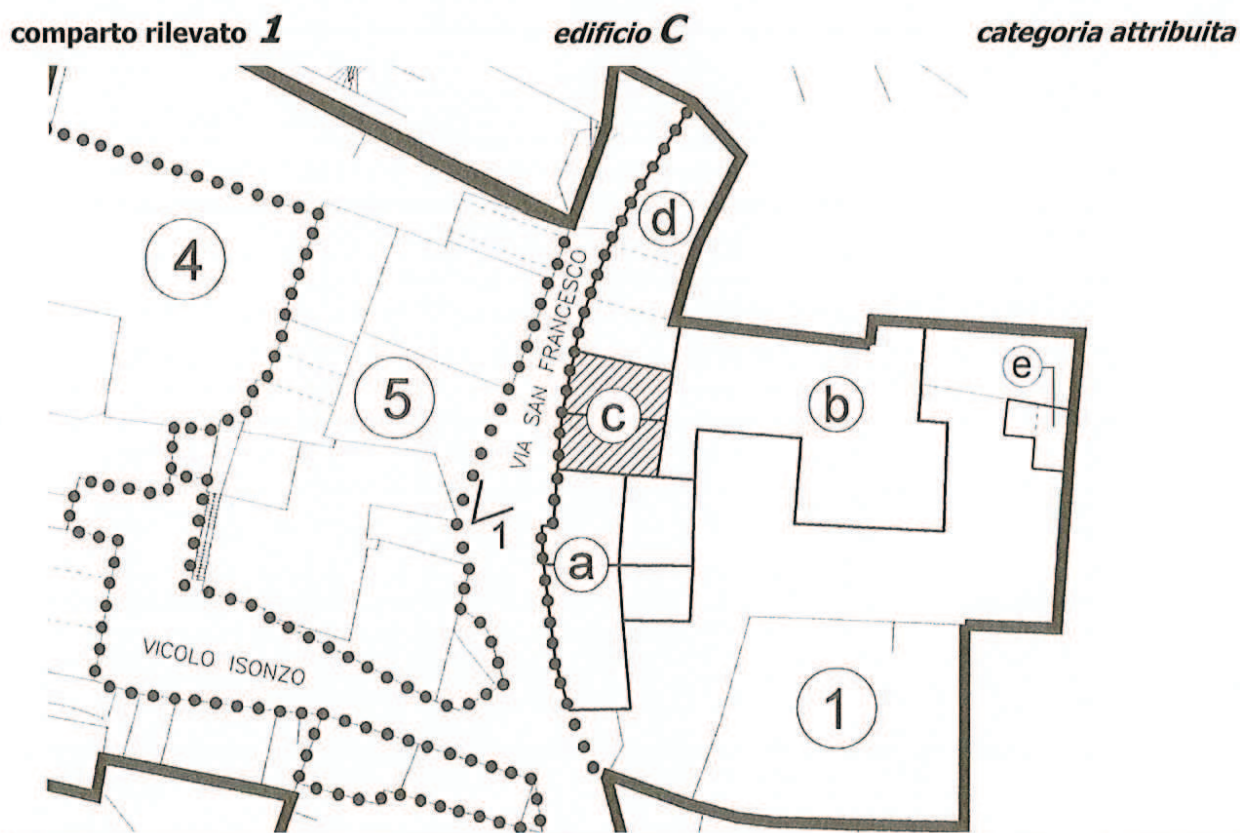 comparto rilevato 1 edificio C categoria attribuita
d
4
VIA SAN FRANCESCO
e
5
b
c
1
a
VICOLO ISONZO
1